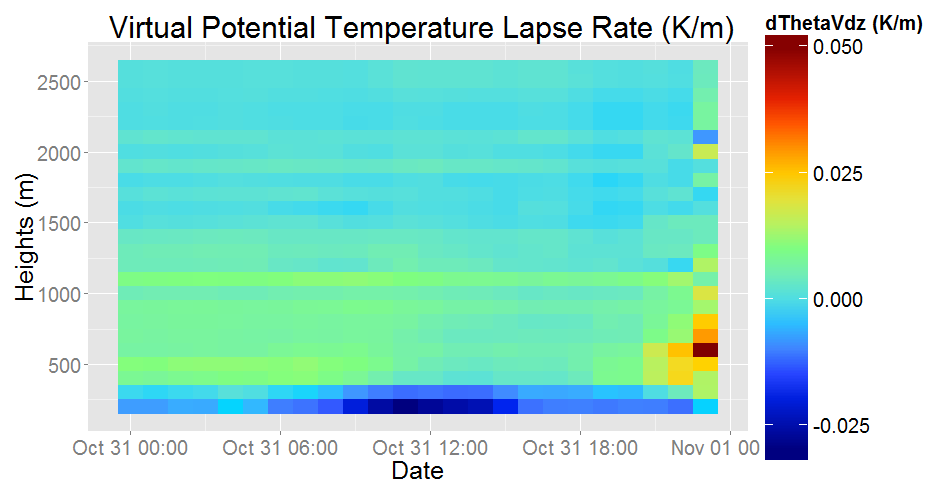 Virtual Potential Temperature Lapse Rate (K/m)
dThetaVdz (K/m)
0.050
0.025
0.000
-0.025
Heights (m)
2500
2000
1500
1000
500
Oct 31 00:00 Oct 31 06:00 Oct 31 12:00 Oct 31 18:00 Nov 01 00
Date